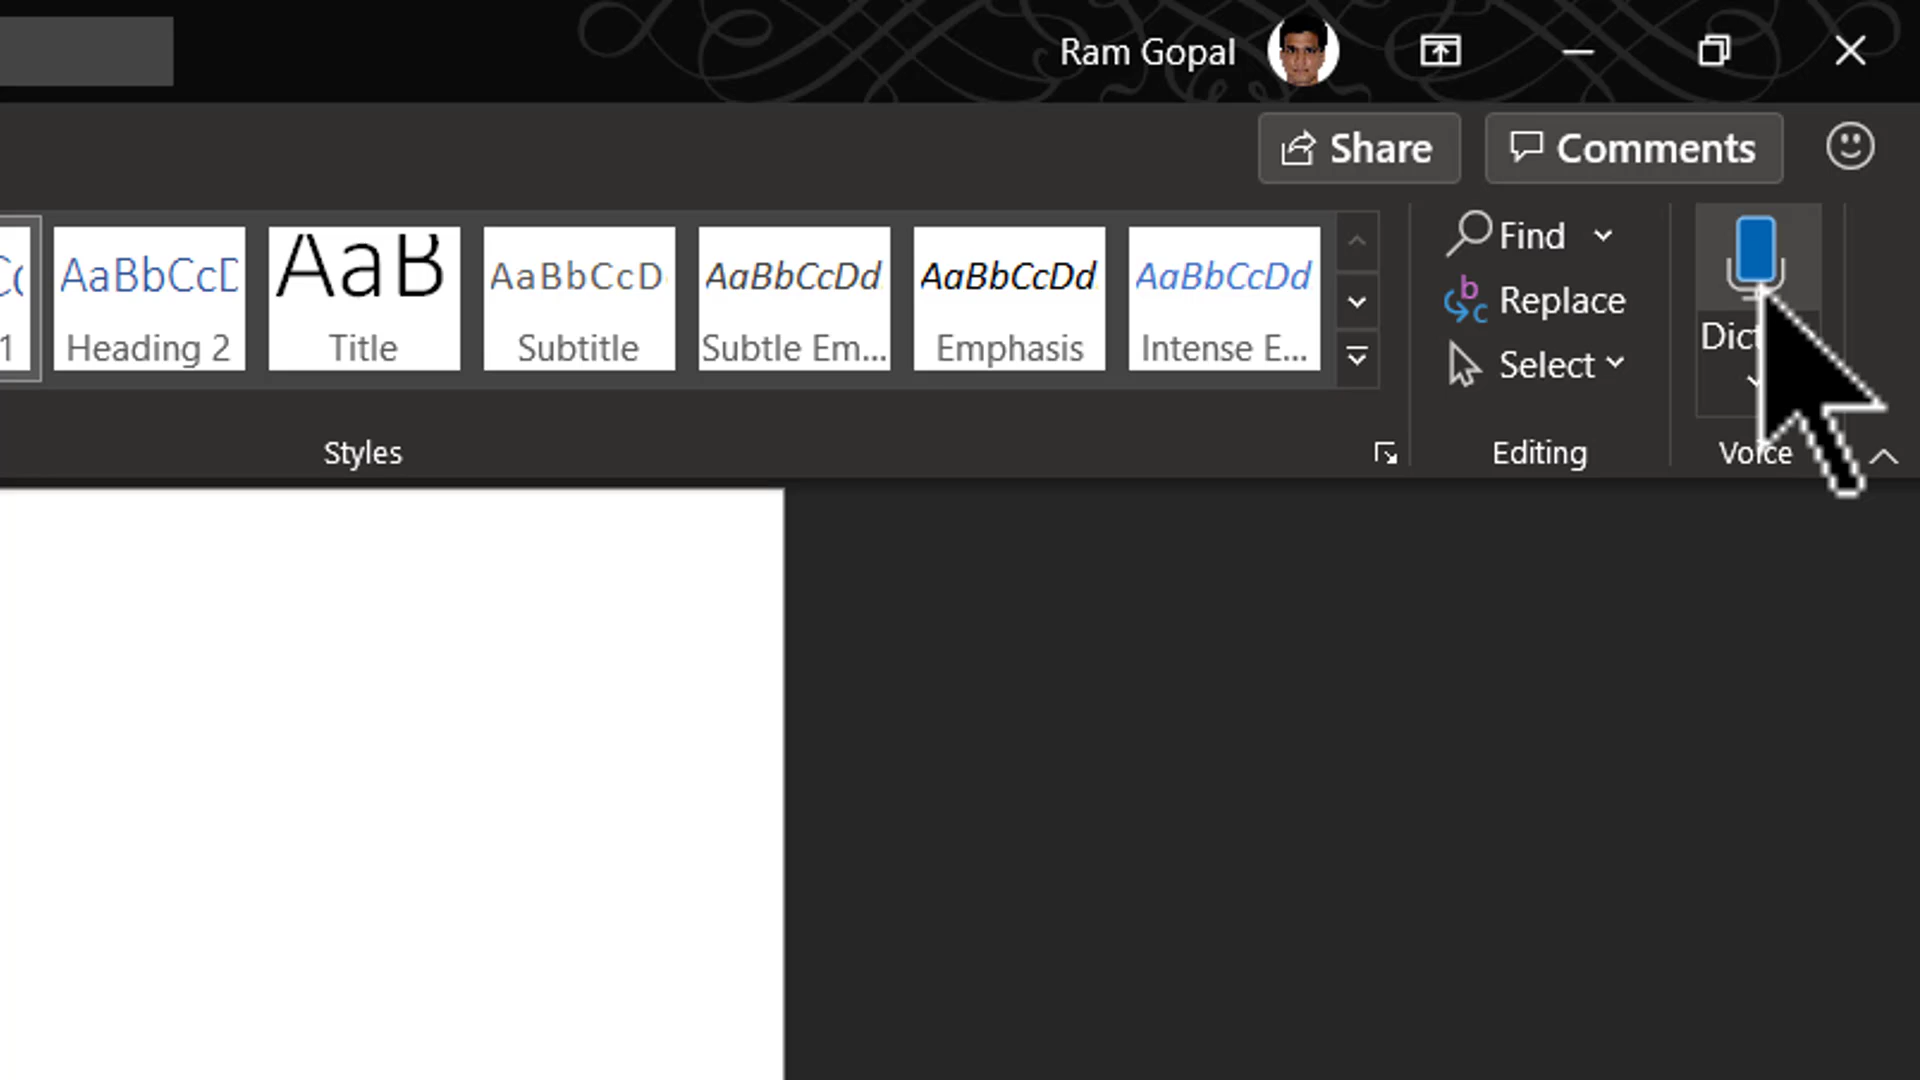 Ram Gopal
Share
Comments
AaBbCcD
AaB
AaBbCcD
AaBbCcDd
AaBbCcDd
AaBbCcDd
1
Heading 2
Title
Subtitle
Subtle Em...
Emphasis
Intense E...
Find
Replace
Select
Styles
Editing
Voice